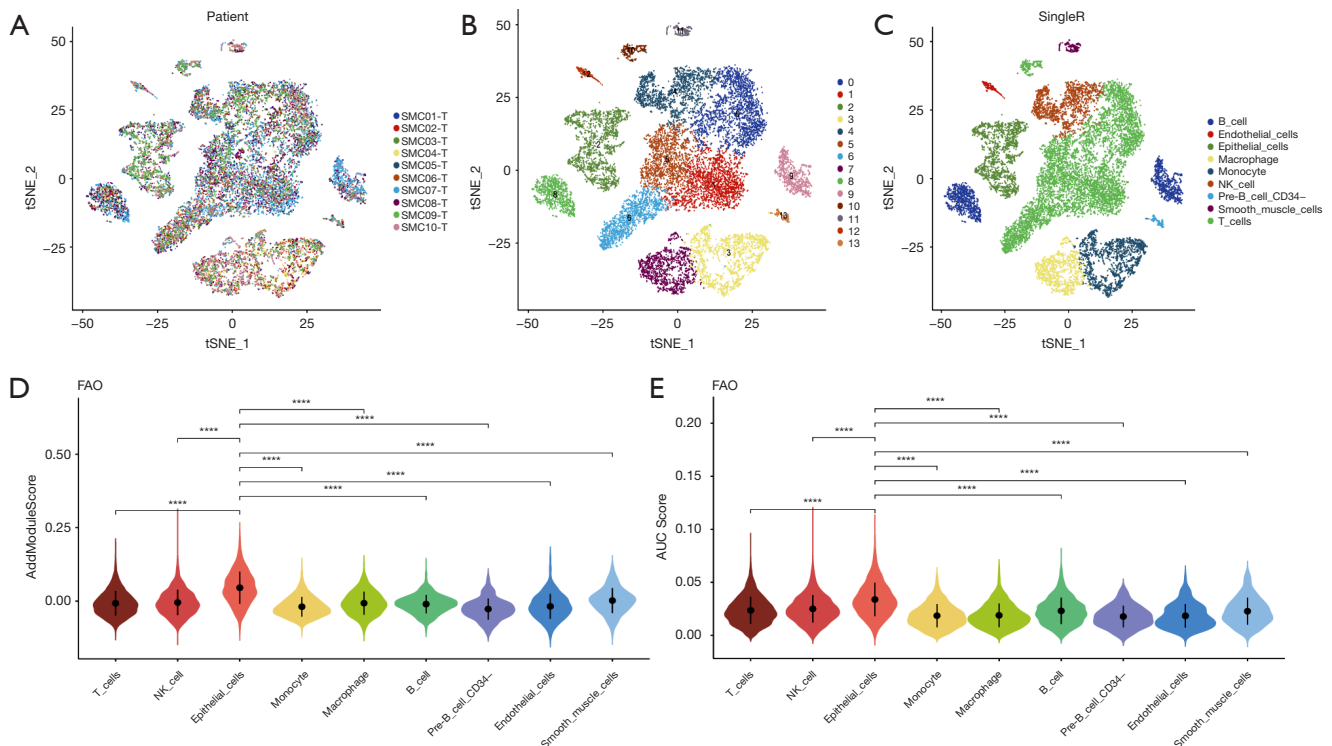 A
Patient
50
25
0
−25
tSNE_2
−50
−25
0
25
tSNE_1
SMC01-T
SMC02-T
SMC03-T
SMC04-T
SMC05-T
SMC06-T
SMC07-T
SMC08-T
SMC09-T
SMC10-T
B
50
25
0
−25
tSNE_2
−50
−25
0
25
tSNE_1
3
6
8
9
12
0
1
2
3
4
5
6
7
8
9
10
11
12
13
C
SingleR
50
25
0
−25
tSNE_2
−50
−25
0
25
tSNE_1
B_cell
Endothelial_cells
Epithelial_cells
Macrophage
Monocyte
NK_cell
Pre-B_cell_CD34−
Smooth_muscle_cells
T_cells
D
FAO
AddModuleScore
0.50
0.25
0.00
****
****
****
****
****
****
****
****
T_cells
NK_cell
Epithelial_cells
Monocyte
Macrophage
B_cell
Pre-B_cell_CD34−
Endothelial_cells
Smooth_muscle_cells
E
FAO
AUC Score
0.20
0.15
0.10
0.05
0.00
****
****
****
****
****
****
****
****
T_cells
NK_cell
Epithelial_cells
Monocyte
Macrophage
B_cell
Pre-B_cell_CD34−
Endothelial_cells
Smooth_muscle_cells